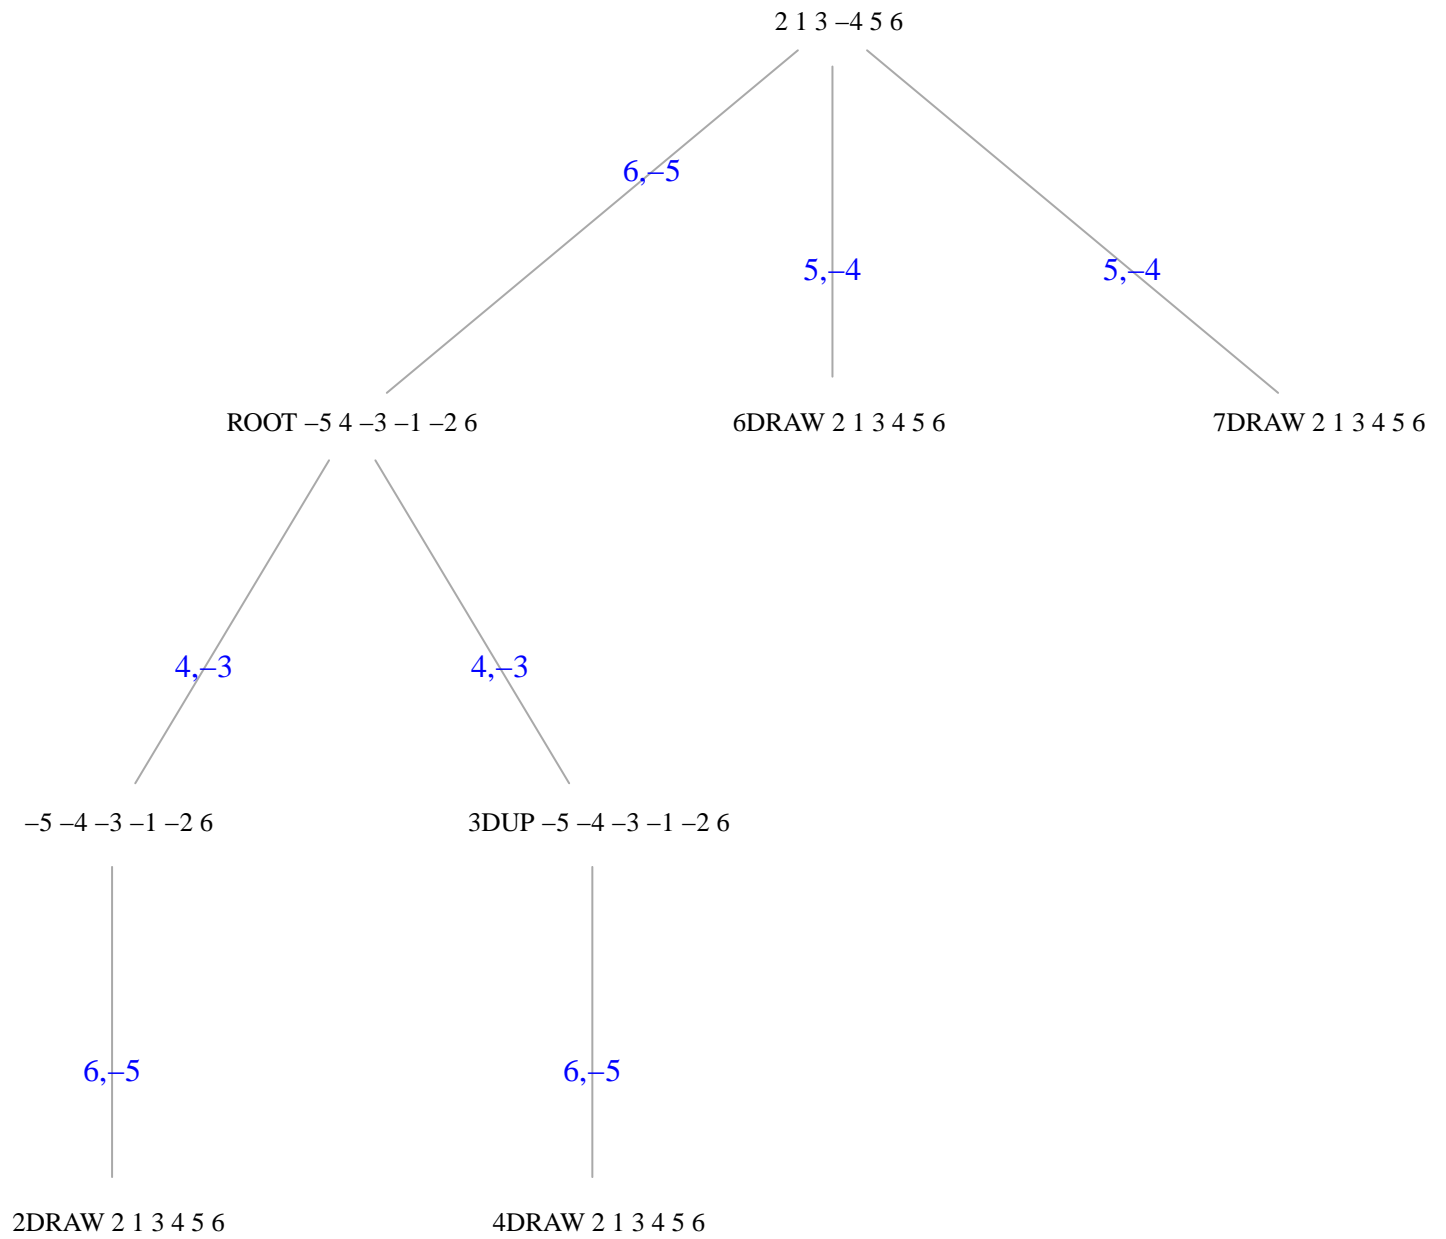 2 1 3 –4 5 6
6,–5
5,–4
5,–4
ROOT –5 4 –3 –1 –2 6
6DRAW 2 1 3 4 5 6
7DRAW 2 1 3 4 5 6
4,–3
4,–3
–5 –4 –3 –1 –2 6
3DUP –5 –4 –3 –1 –2 6
6,–5
6,–5
2DRAW 2 1 3 4 5 6
4DRAW 2 1 3 4 5 6